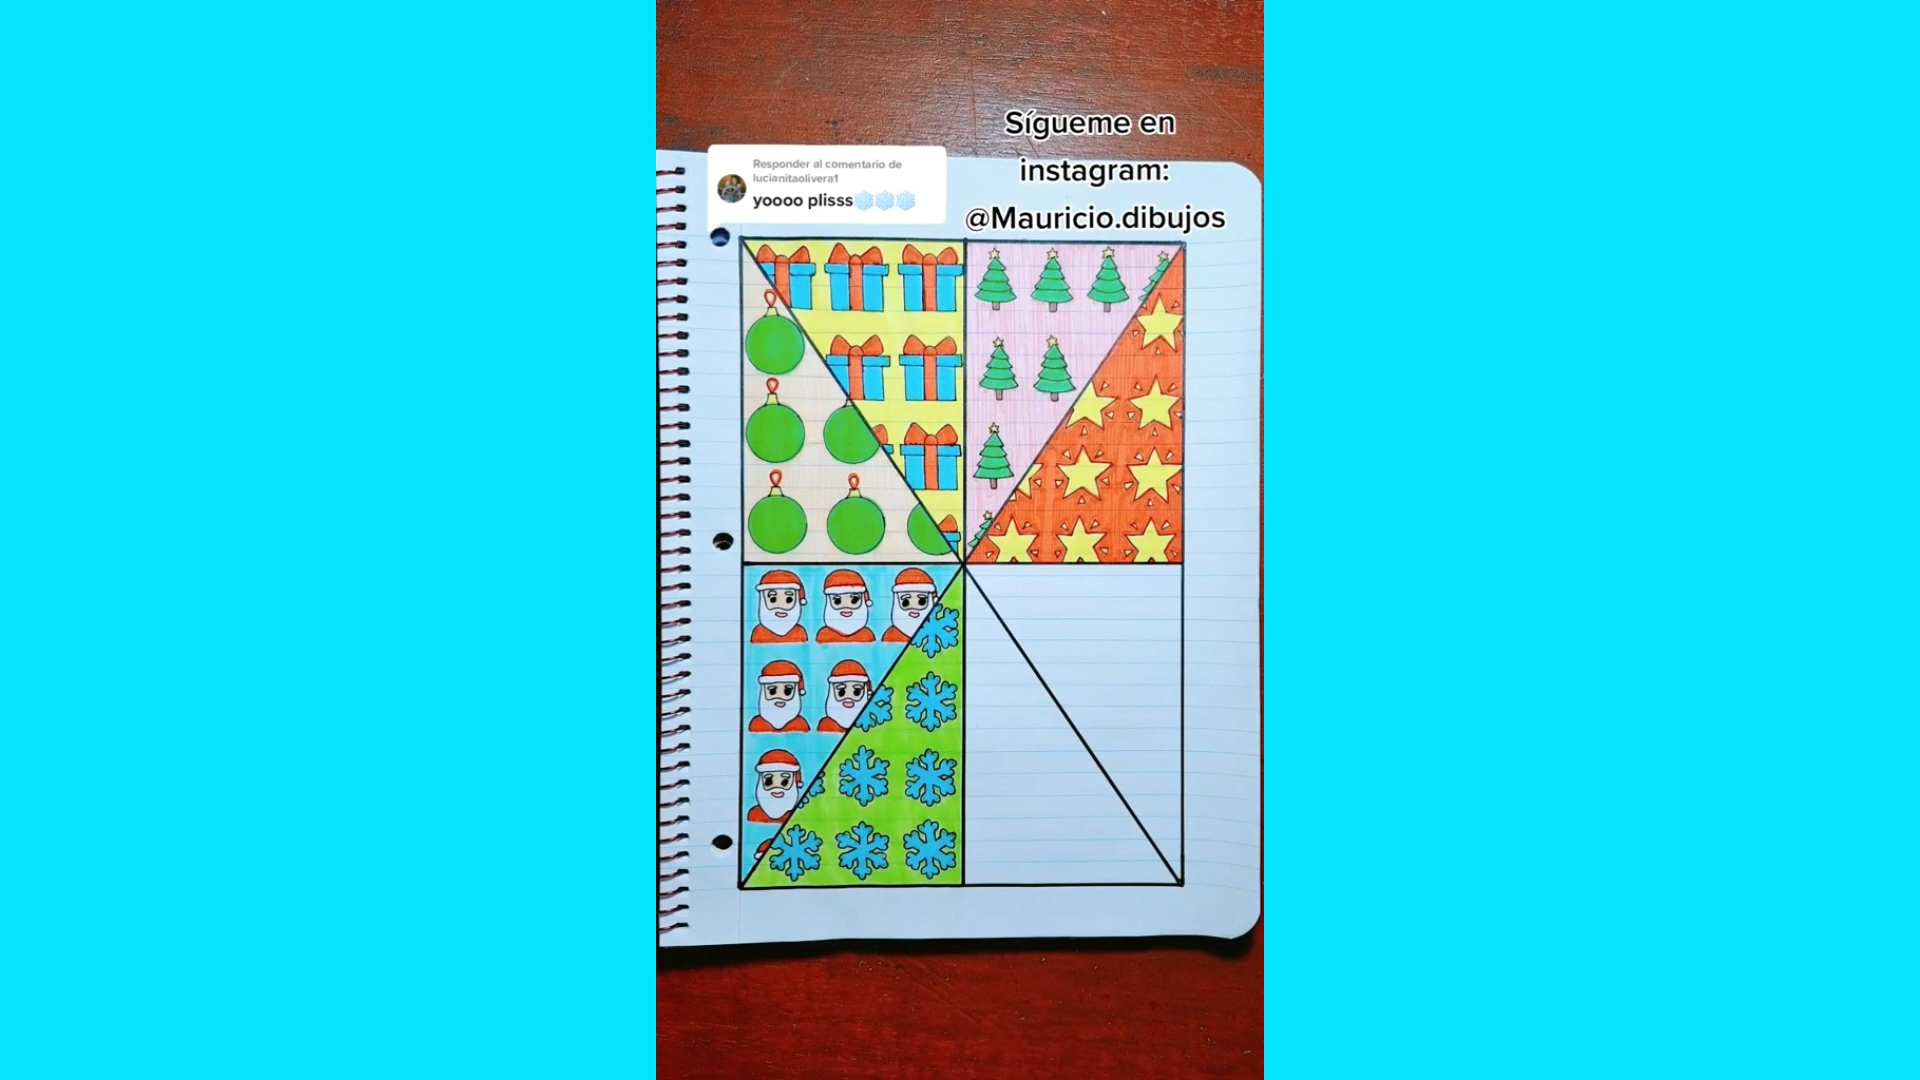 Responder al comentario de
lucianitaolivera1
yoooo plisss❄️❄️❄️
Sígueme en
instagram:
@Mauricio.dibujos